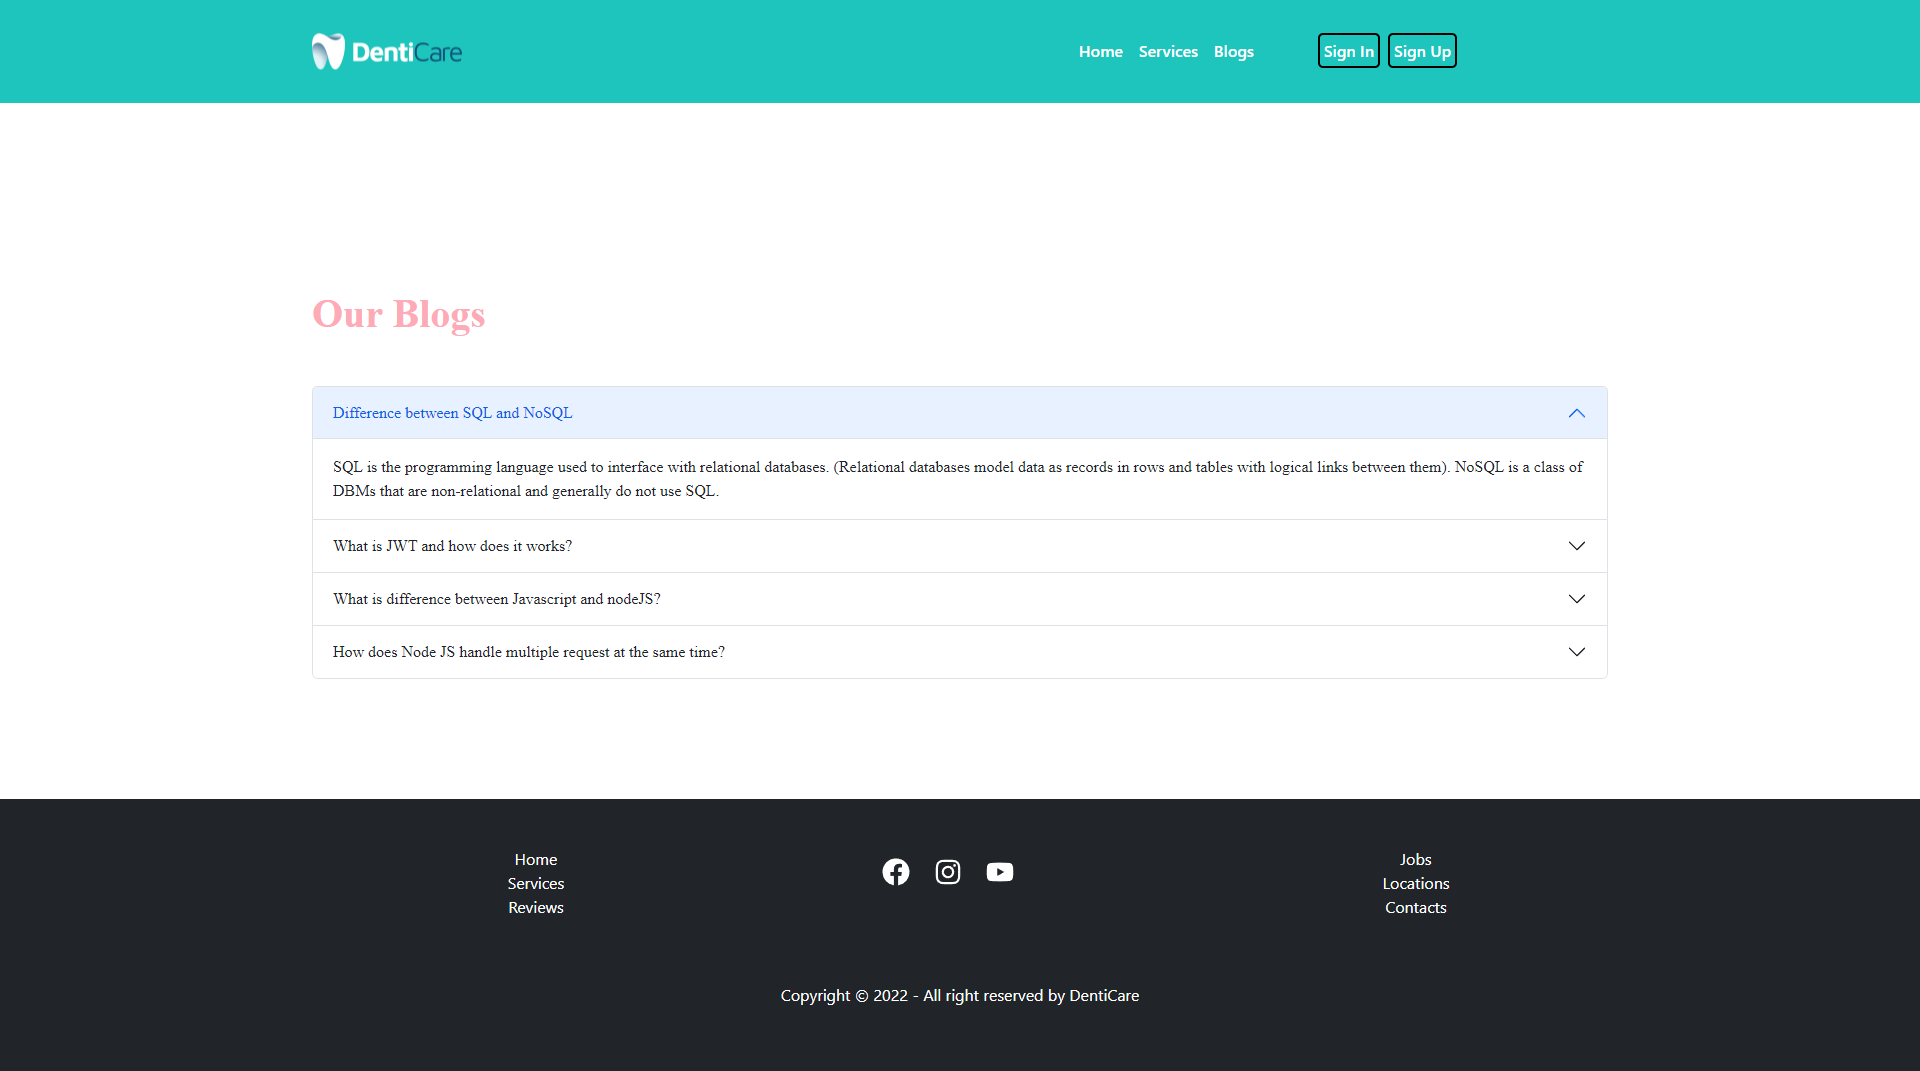 DentiCare
Home Services Blogs Sign In Sign Up
Our Blogs
Difference between SQL and NoSQL
SQL is the programming language used to interface with relational databases. (Relational databases model data as records in rows and tables with logical links between them). NoSQL is a class of
DBMs that are non-relational and generally do not use SQL.
What is JWT and how does it works?
What is difference between Javascript and nodeJS?
How does Node JS handle multiple request at the same time?
Home
Services
Reviews
Jobs
Locations
Contacts
Copyright © 2022 - All right reserved by DentiCare